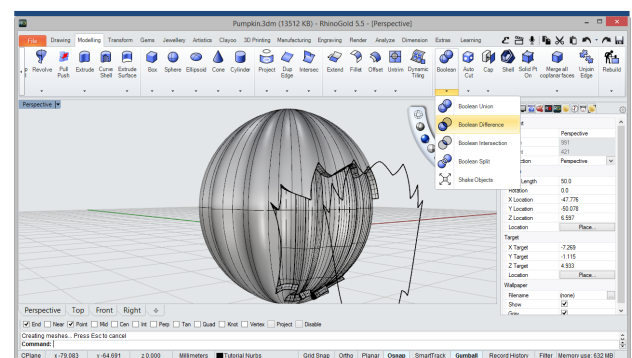 Pumpkin.3dm (13512 KB) - RhinoGold 5.5 - [Perspective]
File Drawing Modelling Transform Gems Jewellery Artistics Clayoo 3D Printing Manufacturing Engraving Render Analyze Dimension Extras Learning
Revolve Pull Push Extrude Curve Shell Extrude Surface Box Sphere Ellipsoid Cone Cylinder Project Dup Edge Intersec Extend Fillet Offset Untrim Dynamic Tiling Boolean Auto Cut Cap Shell Solid Pt On Merge all coplanar faces Unjoin Edge Rebuild
Perspective
Boolean Union
Boolean Difference
Boolean Intersection
Boolean Split
Shake Objects
Perspective
991
421
Perspective
Length 50.0
Rotation 0.0
X Location -47.776
Y Location -50.078
Z Location 6.597
Location Place...
Target
X Target -7.269
Y Target -1.115
Z Target 4.933
Location Place...
Wallpaper
Filename (none)
Show
Gray
Perspective Top Front Right
End Near Point Mid Cen Int Perp Tan Quad Knot Vertex Project Disable
Creating meshes... Press Esc to cancel
Command:
CPlane x-79.083 y-64.691 z0.000 Millimeters Tutorial Nurbs Grid Snap Ortho Planar Osnap SmartTrack Gumball Record History Filter Memory use: 632 MB